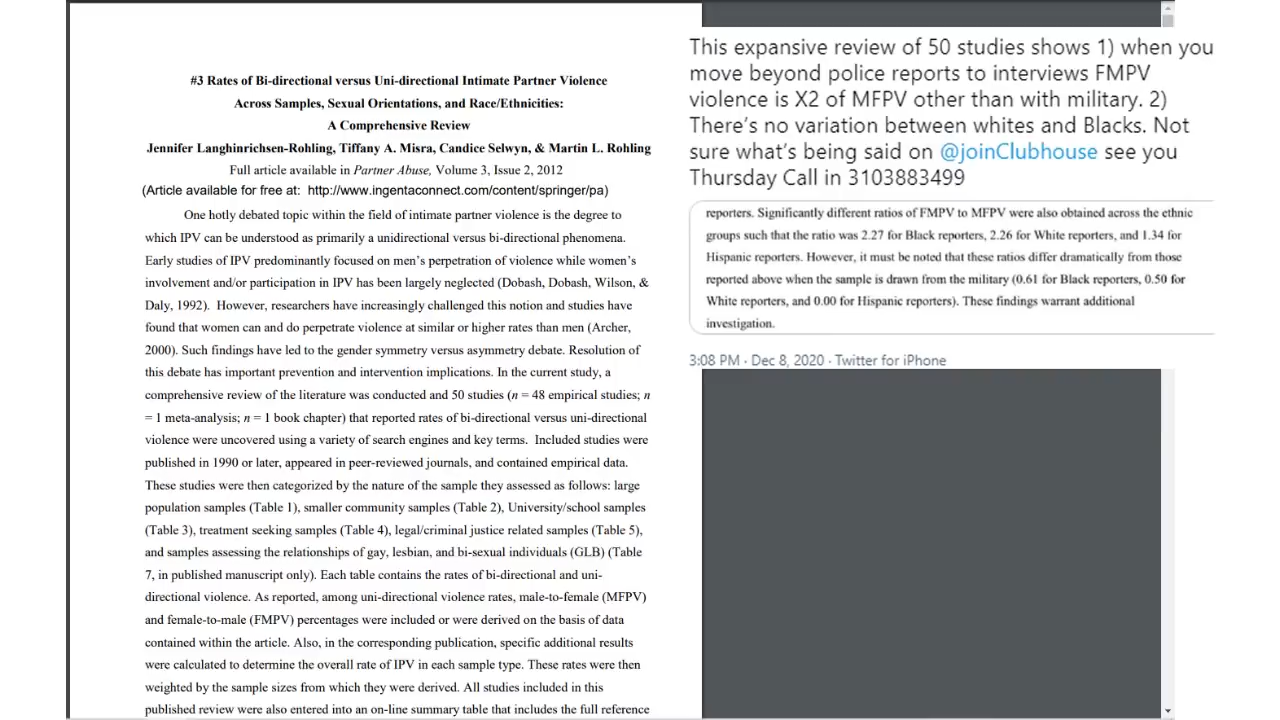 #3 Rates of Bi-directional versus Uni-directional Intimate Partner Violence
Across Samples, Sexual Orientations, and Race/Ethnicities:
A Comprehensive Review
Jennifer Langhinrichsen-Rohling, Tiffany A. Misra, Candice Selwyn, & Martin L. Rohling
Full article available in Partner Abuse, Volume 3, Issue 2, 2012
(Article available for free at: http://www.ingentaconnect.com/content/springer/pa)
One hotly debated topic within the field of intimate partner violence is the degree to
which IPV can be understood as primarily a unidirectional versus bi-directional phenomena.
Early studies of IPV predominantly focused on men's perpetration of violence while women's
involvement and/or participation in IPV has been largely neglected (Dobash, Dobash, Wilson, &
Daly, 1992). However, researchers have increasingly challenged this notion and studies have
found that women can and do perpetrate violence at similar or higher rates than men (Archer,
2000). Such findings have led to the gender symmetry versus asymmetry debate. Resolution of
this debate has important prevention and intervention implications. In the current study, a
comprehensive review of the literature was conducted and 50 studies (n = 48 empirical studies; n
= 1 meta-analysis; n = 1 book chapter) that reported rates of bi-directional versus uni-directional
violence were uncovered using a variety of search engines and key terms. Included studies were
published in 1990 or later, appeared in peer-reviewed journals, and contained empirical data.
These studies were then categorized by the nature of the sample they assessed as follows: large
population samples (Table 1), smaller community samples (Table 2), University/school samples
(Table 3), treatment seeking samples (Table 4), legal/criminal justice related samples (Table 5),
and samples assessing the relationships of gay, lesbian, and bi-sexual individuals (GLB) (Table
7, in published manuscript only). Each table contains the rates of bi-directional and uni-
directional violence. As reported, among uni-directional violence rates, male-to-female (MFPV)
and female-to-male (FMPV) percentages were included or were derived on the basis of data
contained within the article. Also, in the corresponding publication, specific additional results
were calculated to determine the overall rate of IPV in each sample type. These rates were then
weighted by the sample sizes from which they were derived. All studies included in this
published review were also entered into an on-line summary table that includes the full reference
This expansive review of 50 studies shows 1) when you
move beyond police reports to interviews FMPV
violence is X2 of MFPV other than with military. 2)
There's no variation between whites and Blacks. Not
sure what's being said on @joinClubhouse see you
Thursday Call in 3103883499
reporters. Significantly different ratios of FMPV to MFPV were also obtained across the ethnic
groups such that the ratio was 2.27 for Black reporters, 2.26 for White reporters, and 1.34 for
Hispanic reporters. However, it must be noted that these ratios differ dramatically from those
reported above when the sample is drawn from the military (0.61 for Black reporters, 0.50 for
White reporters, and 0.00 for Hispanic reporters). These findings warrant additional
investigation.
3:08 PM · Dec 8, 2020 · Twitter for iPhone